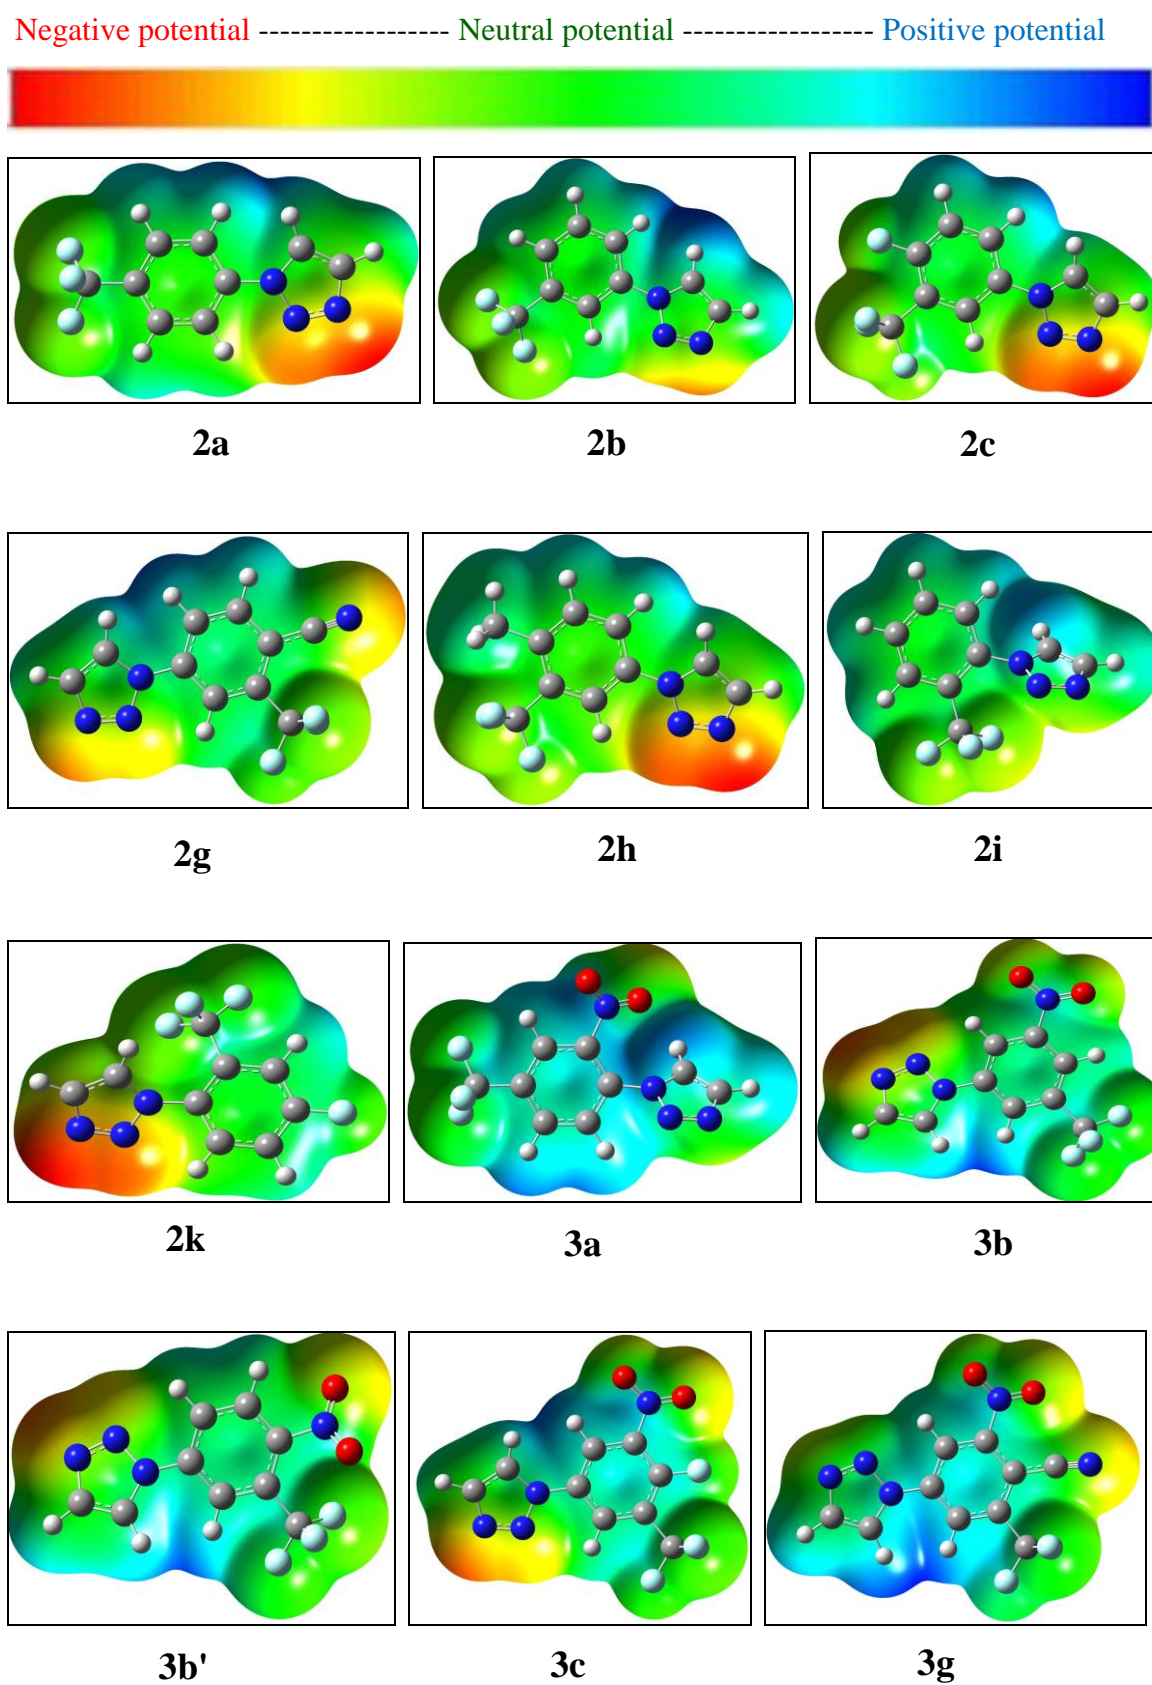 Negative potential ------------------ Neutral potential ------------------ Positive potential
2a 2b 2c
2g 2h 2i
2k 3a 3b
3b' 3c 3g